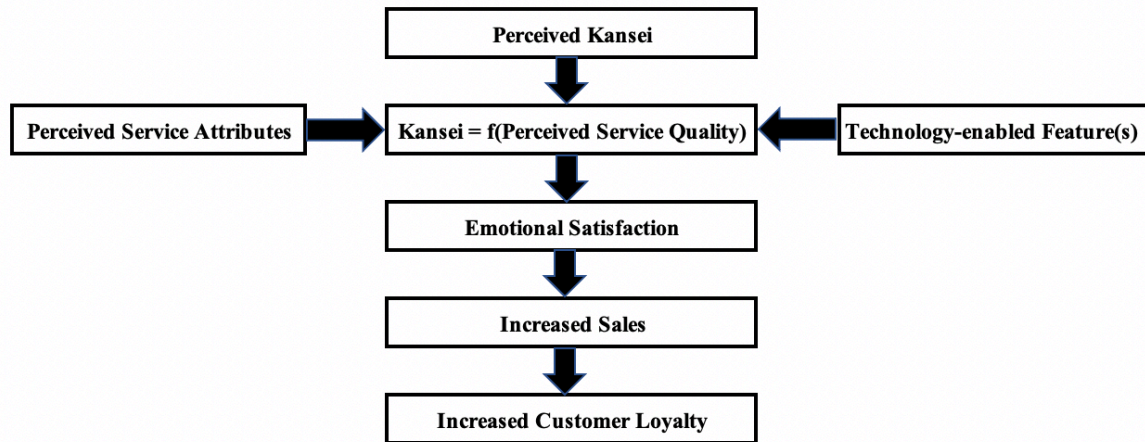 Perceived Kansei
Perceived Service Attributes
Kansei = f(Perceived Service Quality)
Technology-enabled Feature(s)
Emotional Satisfaction
Increased Sales
Increased Customer Loyalty